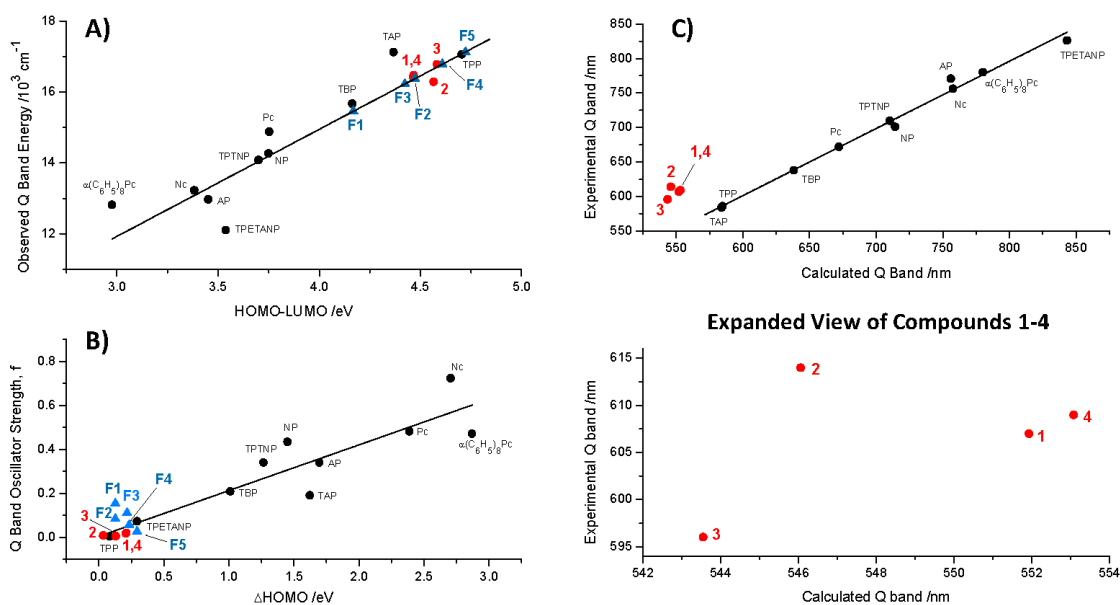 A)
Observed Q Band Energy /10³ cm⁻¹
18
16
14
12
3.0
3.5
4.0
4.5
5.0
HOMO-LUMO /eV
α(C₆H₅)₈Pc
Nc
AP
TPETANP
TPTNP
NP
Pc
TBP
F1
TAP
1,4
F3
F2
3
2
F4
F5
TPP
B)
Q Band Oscillator Strength, f
0.8
0.6
0.4
0.2
0.0
0.0
0.5
1.0
1.5
2.0
2.5
3.0
ΔHOMO /eV
F1
F3
F4
F2
3
2
1,4
F5
TPP
TPETANP
TBP
TPTNP
NP
TAP
AP
Pc
Nc
α(C₆H₅)₈Pc
C)
Experimental Q band /nm
850
800
750
700
650
600
550
550
600
650
700
750
800
850
Calculated Q Band /nm
2
1,4
3
TPP
TAP
TBP
Pc
TPTNP
NP
AP
Nc
α(C₆H₅)₈Pc
TPETANP
Expanded View of Compounds 1-4
Experimental Q band /nm
615
610
605
600
595
542
544
546
548
550
552
554
Calculated Q band /nm
2
4
1
3